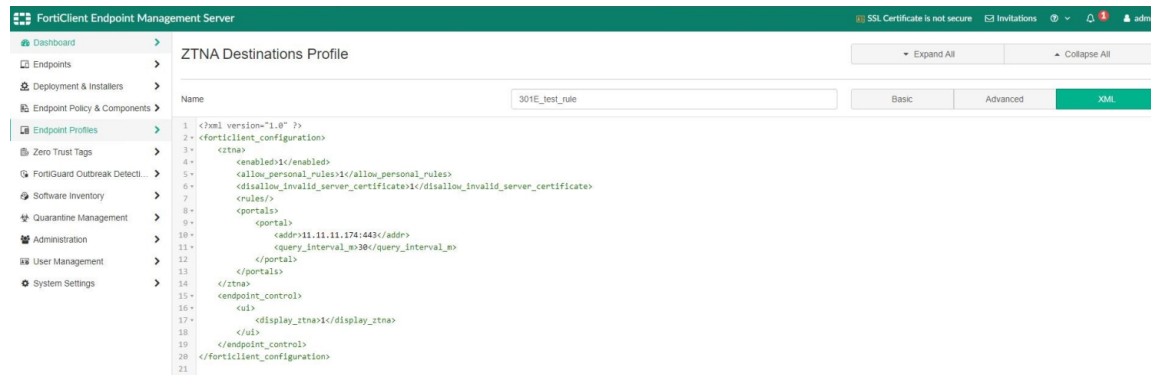 FortiClient Endpoint Management Server
SSL Certificate is not secure Invitations 1 adm
Dashboard
Endpoints
Deployment & Installers
Endpoint Policy & Components
Endpoint Profiles
Zero Trust Tags
FortiGuard Outbreak Detecti...
Software Inventory
Quarantine Management
Administration
User Management
System Settings
ZTNA Destinations Profile
Expand All Collapse All
Name 301E_test_rule Basic Advanced XML
1 <?xml version="1.0" ?>
2 <forticlient_configuration>
3 <ztna>
4 <enabled>1</enabled>
5 <allow_personal_rules>1</allow_personal_rules>
6 <disallow_invalid_server_certificate>1</disallow_invalid_server_certificate>
7 <rules/>
8 <portals>
9 <portal>
10 <addr>11.11.11.174:443</addr>
11 <query_interval_m>30</query_interval_m>
12 </portal>
13 </portals>
14 </ztna>
15 <endpoint_control>
16 <ui>
17 <display_ztna>1</display_ztna>
18 </ui>
19 </endpoint_control>
20 </forticlient_configuration>
21